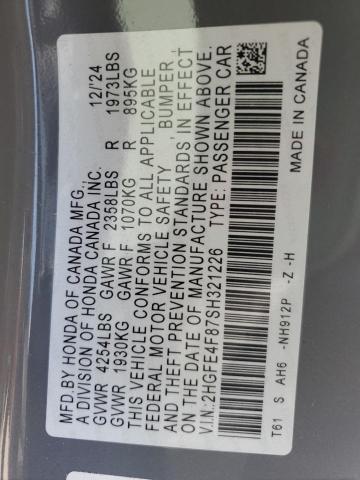 MFD.BY HONDA OF CANADA MFG.,
A DIVISION OF HONDA CANADA INC. 12/'24
GVWR 4254LBS GAWR F 2358LBS R 1973LBS
GVWR 1930KG GAWR F 1070KG R 895KG
THIS VEHICLE CONFORMS TO ALL APPLICABLE
FEDERAL MOTOR VEHICLE SAFETY, BUMPER,
AND THEFT PREVENTION STANDARDS IN EFFECT
ON THE DATE OF MANUFACTURE SHOWN ABOVE.
V.I.N.:2HGFE4F87SH321226 TYPE: PASSENGER CAR
T61 S AH6 -NH912P -Z -H MADE IN CANADA